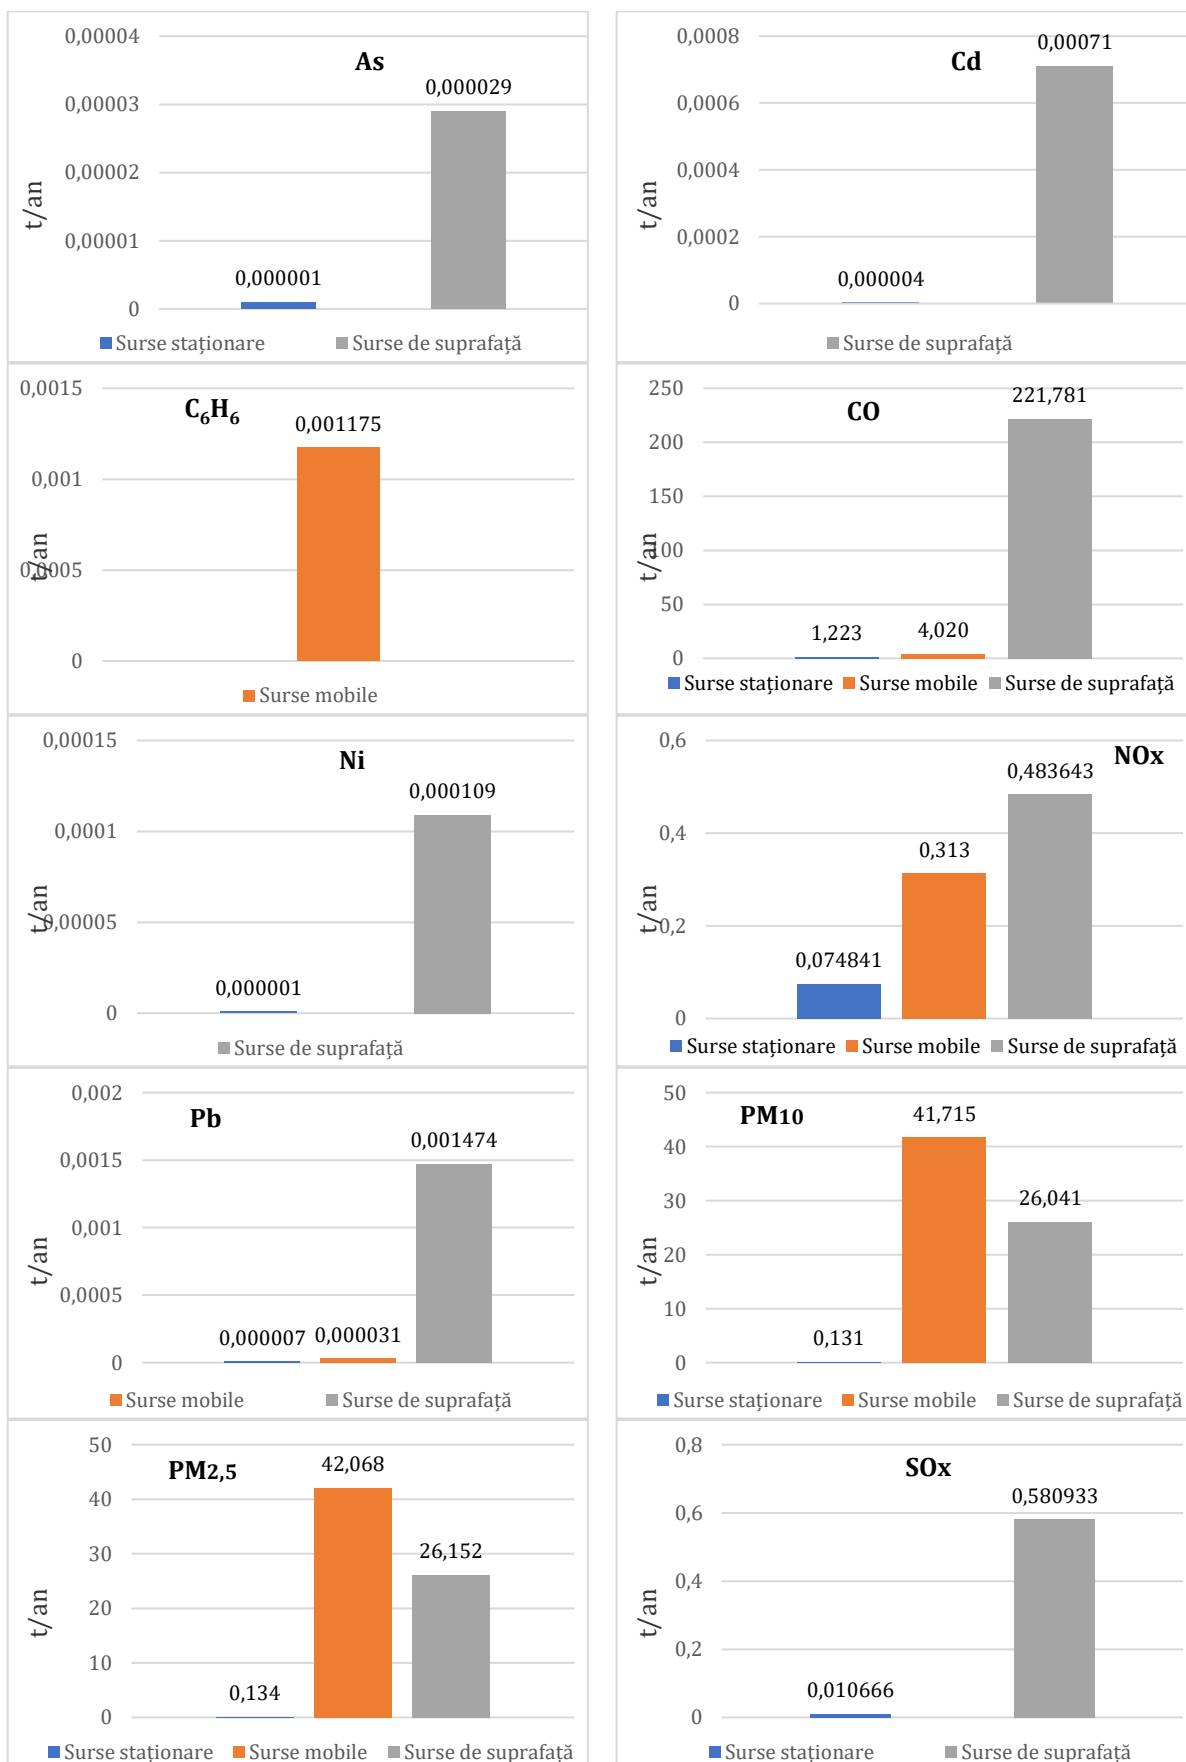 As
0,00004
0,00003
0,00002
0,00001
0
t/an
0,000001
0,000029
Surse staționare
Surse de suprafață
Cd
0,0008
0,0006
0,0004
0,0002
0
t/an
0,000004
0,00071
Surse de suprafață
C6H6
0,0015
0,001
0,0005
0
t/an
0,001175
Surse mobile
CO
250
200
150
100
50
0
t/an
1,223
4,020
221,781
Surse staționare
Surse mobile
Surse de suprafață
Ni
0,00015
0,0001
0,00005
0
t/an
0,000001
0,000109
Surse de suprafață
NOx
0,6
0,4
0,2
0
t/an
0,074841
0,313
0,483643
Surse staționare
Surse mobile
Surse de suprafață
Pb
0,002
0,0015
0,001
0,0005
0
t/an
0,000007
0,000031
0,001474
Surse mobile
Surse de suprafață
PM10
50
40
30
20
10
0
t/an
0,131
41,715
26,041
Surse staționare
Surse mobile
Surse de suprafață
PM2,5
50
40
30
20
10
0
t/an
0,134
42,068
26,152
Surse staționare
Surse mobile
Surse de suprafață
SOx
0,8
0,6
0,4
0,2
0
t/an
0,010666
0,580933
Surse staționare
Surse de suprafață